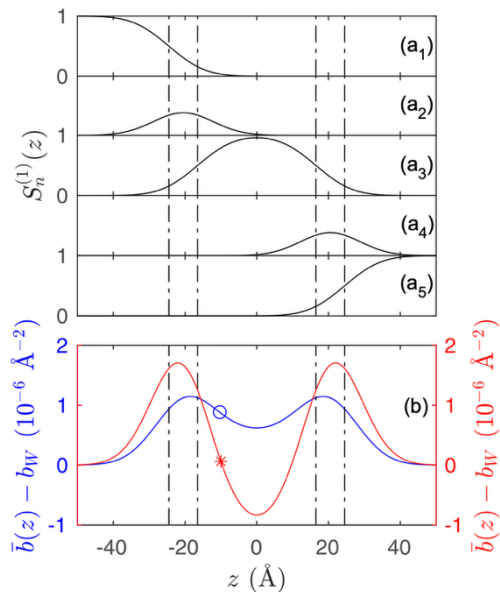 1
(a₁)
0
(a₂)
1
(a₃)
0
(a₄)
1
(a₅)
0
S_n^{(1)}(z)
2 2
1 (b) 1
0 0
-1 -1
b̄(z) − b_W (10⁻⁶ Å⁻²)
b̄(z) − b_W (10⁻⁶ Å⁻²)
-40 -20 0 20 40
z (Å)